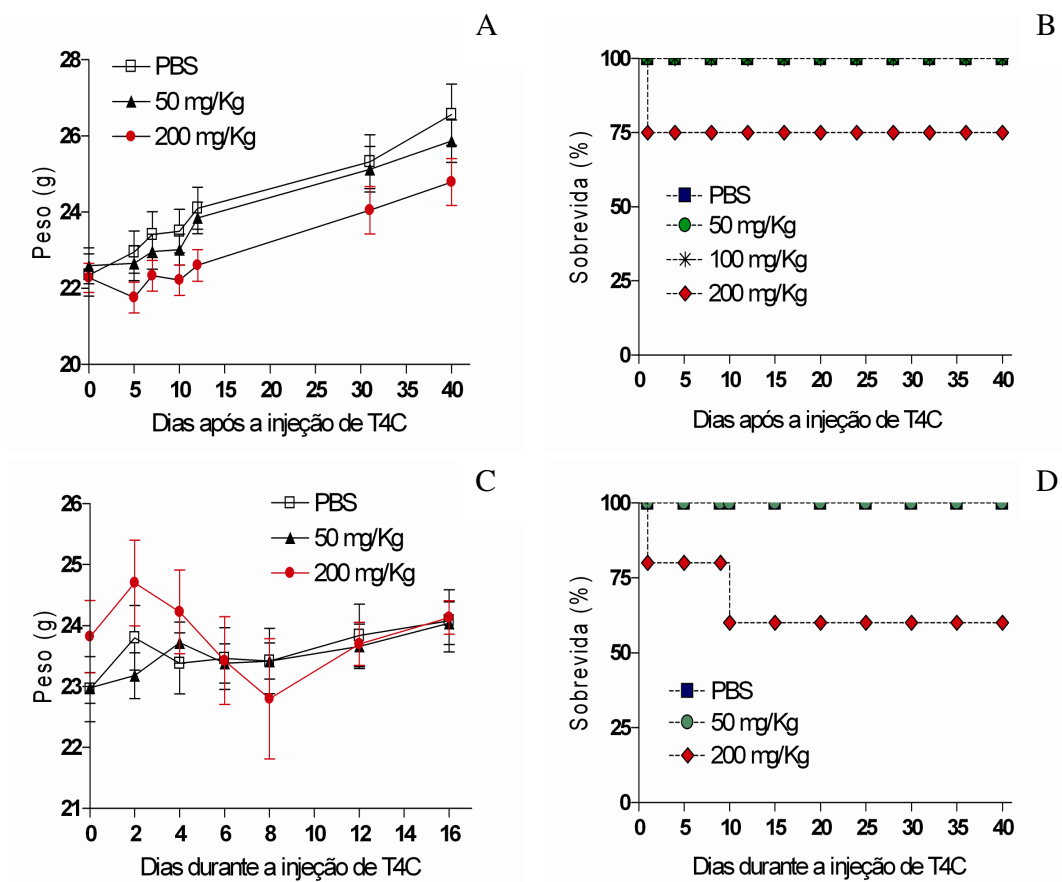 A
PBS
50 mg/Kg
200 mg/Kg
Peso (g)
28
26
24
22
20
0 5 10 15 20 25 30 35 40
Dias após a injeção de T4C
B
Sobrevida (%)
100
75
50
25
0
PBS
50 mg/Kg
100 mg/Kg
200 mg/Kg
0 5 10 15 20 25 30 35 40
Dias após a injeção de T4C
C
PBS
50 mg/Kg
200 mg/Kg
Peso (g)
26
25
24
23
22
21
0 2 4 6 8 10 12 14 16
Dias durante a injeção de T4C
D
Sobrevida (%)
100
75
50
25
0
PBS
50 mg/Kg
200 mg/Kg
0 5 10 15 20 25 30 35 40
Dias durante a injeção de T4C